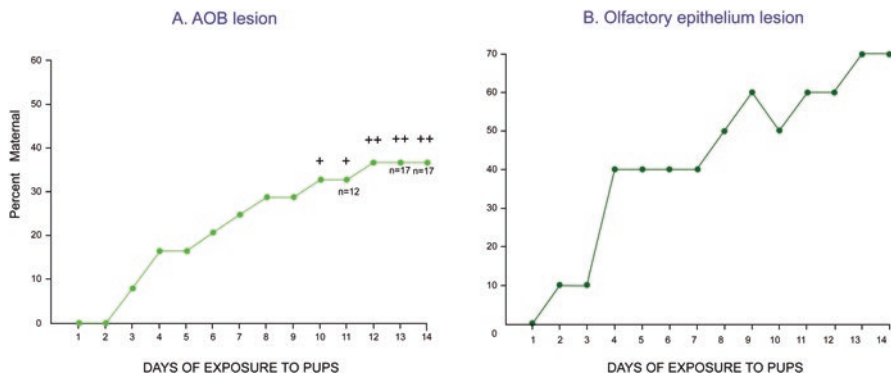 A. AOB lesion
60
50
40
30
20
10
0
Percent Maternal
+ + ++ ++ ++
n=12
n=17 n=17
1 2 3 4 5 6 7 8 9 10 11 12 13 14
DAYS OF EXPOSURE TO PUPS
B. Olfactory epithelium lesion
70
60
50
40
30
20
10
0
1 2 3 4 5 6 7 8 9 10 11 12 13 14
DAYS OF EXPOSURE TO PUPS